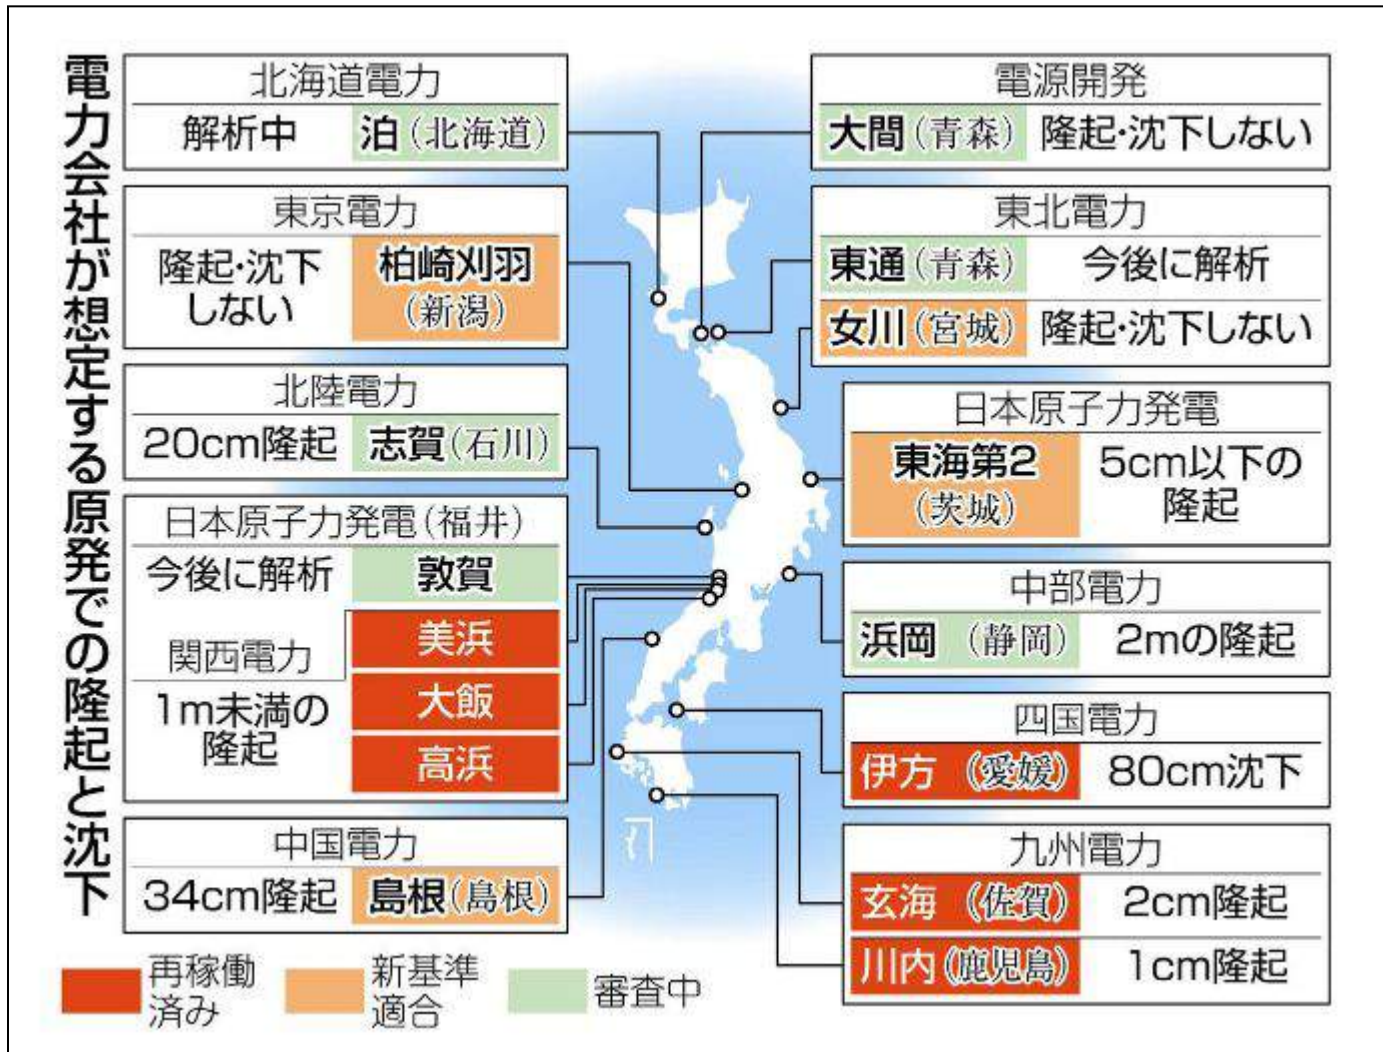 電力会社が想定する原発での隆起と沈下
北海道電力
解析中 泊(北海道)
東京電力
隆起・沈下
しない
柏崎刈羽
(新潟)
北陸電力
20cm隆起 志賀(石川)
日本原子力発電(福井)
今後に解析 敦賀
関西電力
1m未満の
隆起
美浜
大飯
高浜
中国電力
34cm隆起 島根(島根)
電源開発
大間(青森) 隆起・沈下しない
東北電力
東通(青森) 今後に解析
女川(宮城) 隆起・沈下しない
日本原子力発電
東海第2
(茨城)
5cm以下の
隆起
中部電力
浜岡(静岡) 2mの隆起
四国電力
伊方(愛媛) 80cm沈下
九州電力
玄海(佐賀) 2cm隆起
川内(鹿児島) 1cm隆起
再稼働
済み
新基準
適合
審査中